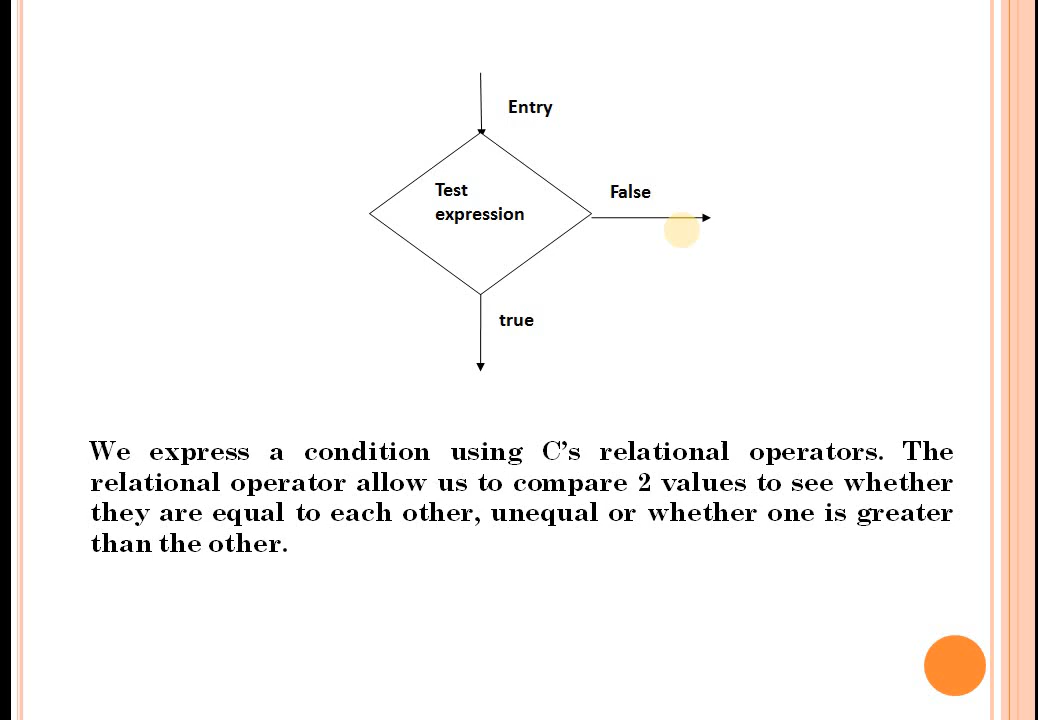 Entry
Test
expression
False
true
We express a condition using C’s relational operators. The
relational operator allow us to compare 2 values to see whether
they are equal to each other, unequal or whether one is greater
than the other.